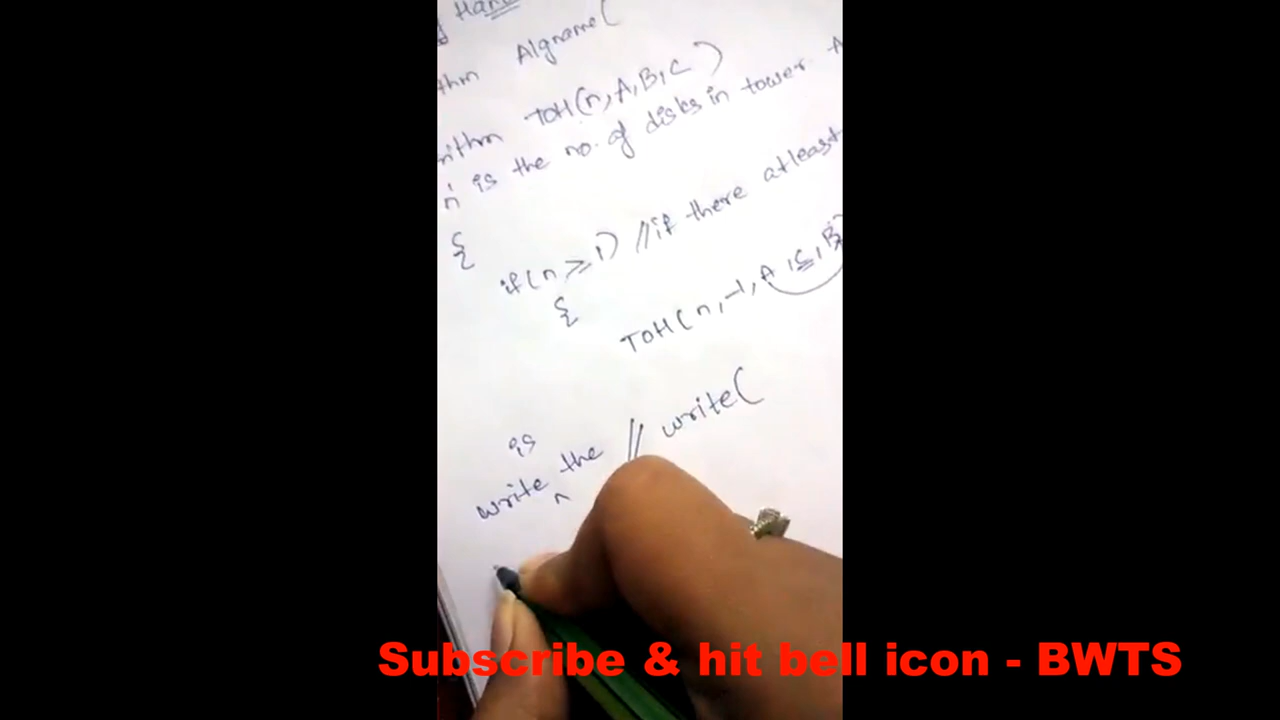 Algname(
rithm TOH(n, A, B, C)
n is the no. of disks in tower A
{
if(n ≥ 1) //if there atleast
{
TOH(n, -1, A, C, B)
is
write the // write(
^
Subscribe & hit bell icon - BWTS